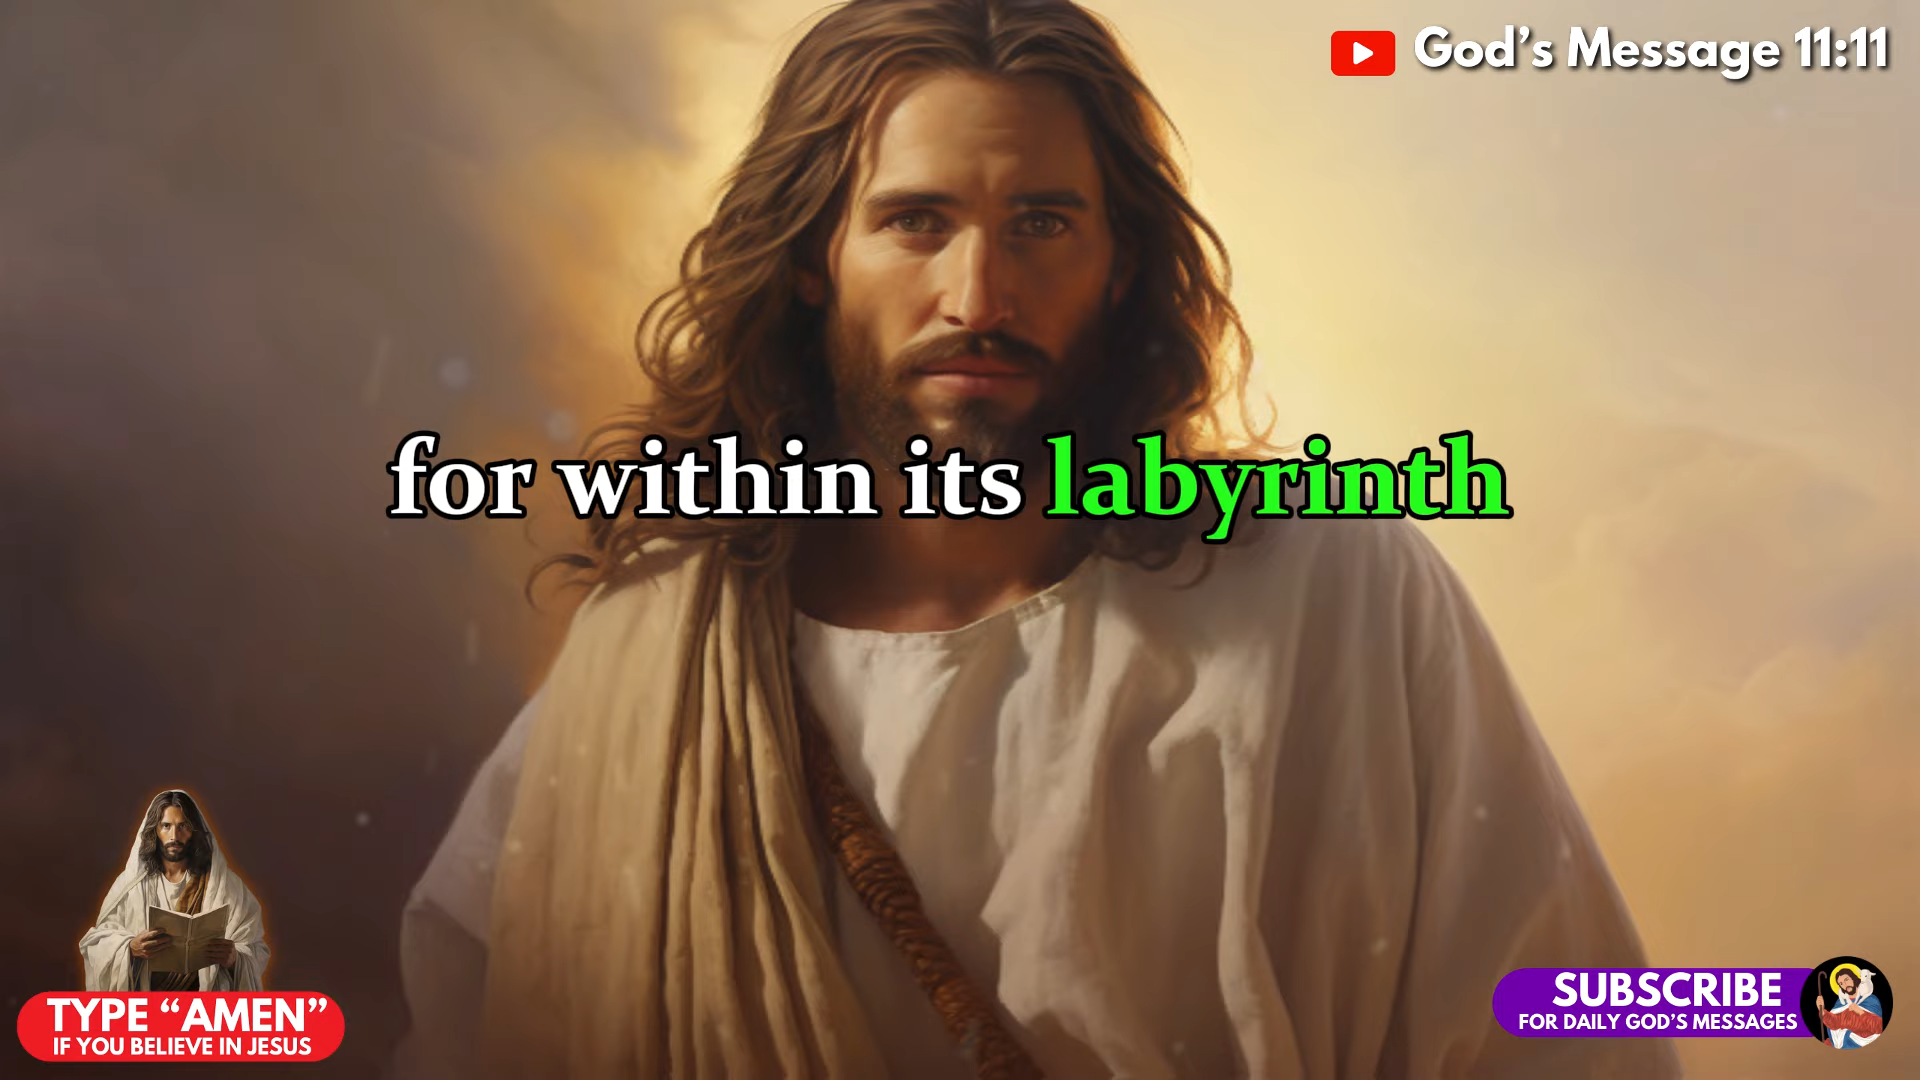 God’s Message 11:11
for within its labyrinth
TYPE “AMEN”
IF YOU BELIEVE IN JESUS
SUBSCRIBE
FOR DAILY GOD’S MESSAGES